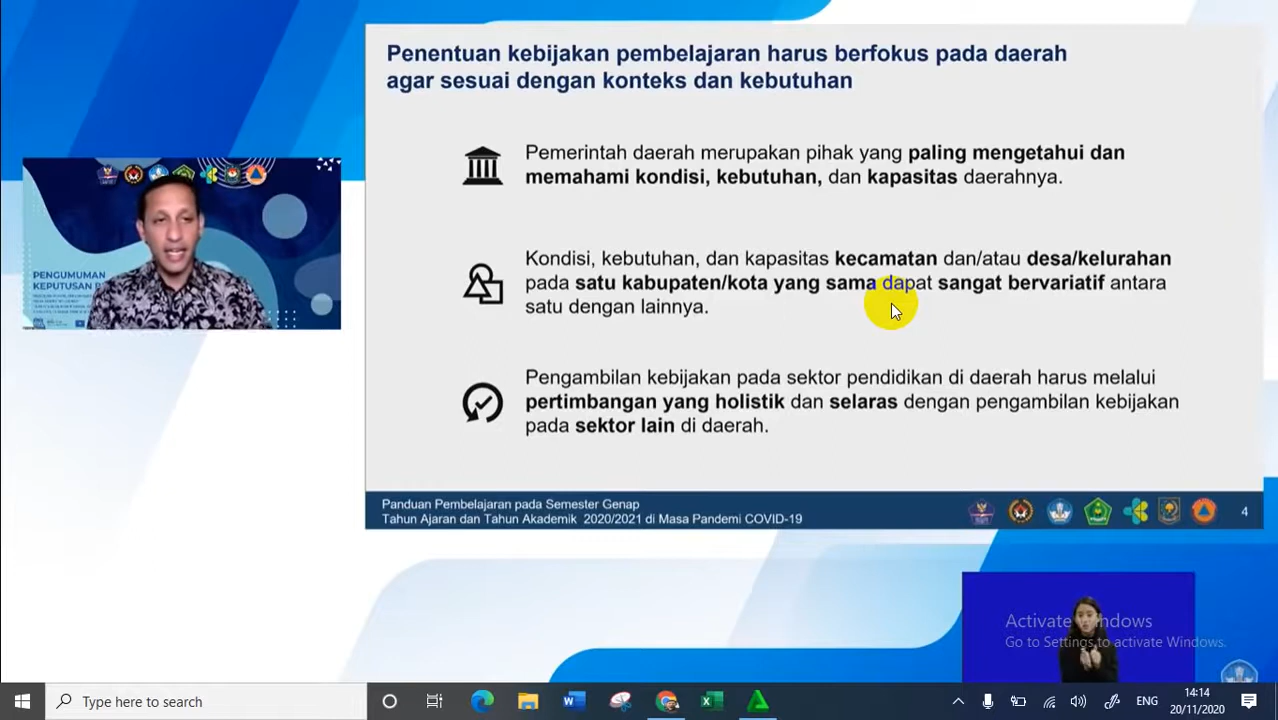 Penentuan kebijakan pembelajaran harus berfokus pada daerah
agar sesuai dengan konteks dan kebutuhan
Pemerintah daerah merupakan pihak yang paling mengetahui dan
memahami kondisi, kebutuhan, dan kapasitas daerahnya.
PENGUMUMAN
KEPUTUSAN
Kondisi, kebutuhan, dan kapasitas kecamatan dan/atau desa/kelurahan
pada satu kabupaten/kota yang sama dapat sangat bervariatif antara
satu dengan lainnya.
Pengambilan kebijakan pada sektor pendidikan di daerah harus melalui
pertimbangan yang holistik dan selaras dengan pengambilan kebijakan
pada sektor lain di daerah.
Panduan Pembelajaran pada Semester Genap
Tahun Ajaran dan Tahun Akademik 2020/2021 di Masa Pandemi COVID-19
4
Activate Windows
Go to Settings to activate Windows.
Type here to search
ENG
14:14
20/11/2020